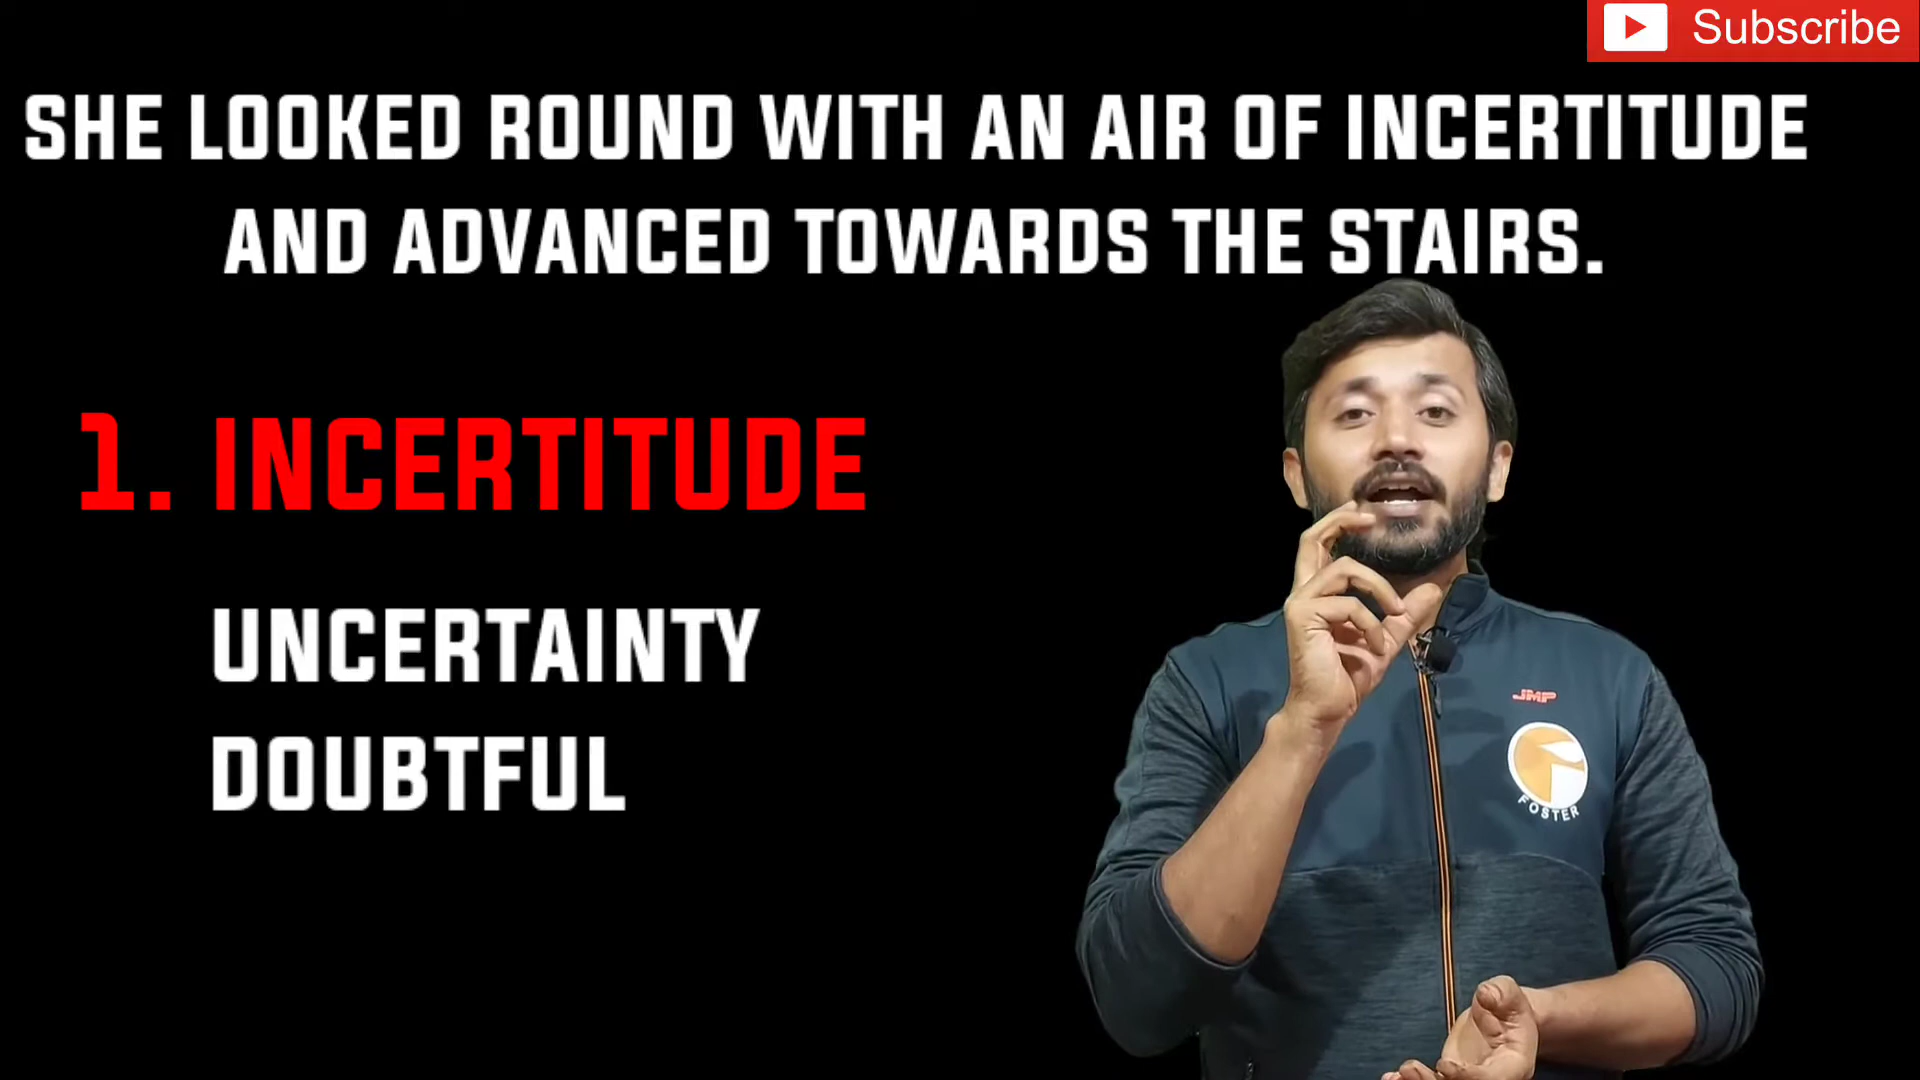 Subscribe
SHE LOOKED ROUND WITH AN AIR OF INCERTITUDE
AND ADVANCED TOWARDS THE STAIRS.
1. INCERTITUDE
UNCERTAINTY
DOUBTFUL
JMP
FOSTER